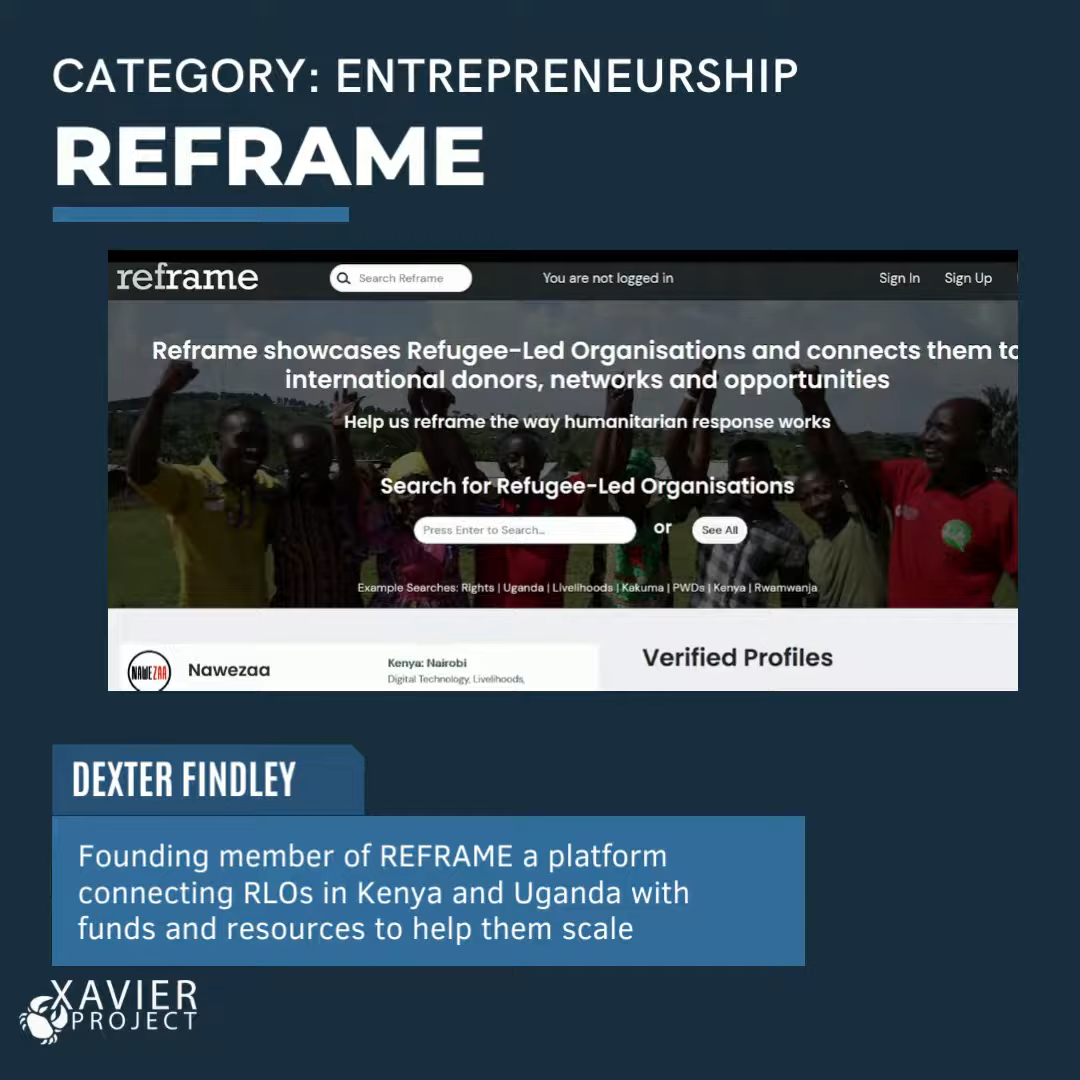 CATEGORY: ENTREPRENEURSHIP
REFRAME
reframe
Search Reframe
You are not logged in
Sign In
Sign Up
Reframe showcases Refugee-Led Organisations and connects them to
international donors, networks and opportunities
Help us reframe the way humanitarian response works
Search for Refugee-Led Organisations
Press Enter to Search...
or
See All
Example Searches: Rights | Uganda | Livelihoods | Kakuma | PWDs | Kenya | Rwamwanja
NAWEZAA
Nawezaa
Kenya: Nairobi
Digital Technology, Livelihoods,
Verified Profiles
DEXTER FINDLEY
Founding member of REFRAME a platform
connecting RLOs in Kenya and Uganda with
funds and resources to help them scale
XAVIER
PROJECT